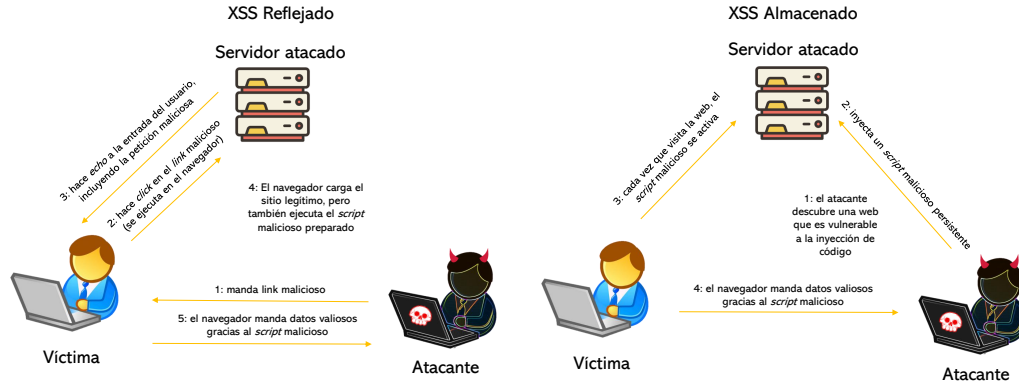 XSS Reflejado
Servidor atacado
3: hace echo a la entrada del usuario,
incluyendo la petición maliciosa
2: hace click en el link malicioso
(se ejecuta en el navegador)
4: El navegador carga el
sitio legítimo, pero
también ejecuta el script
malicioso preparado
1: manda link malicioso
5: el navegador manda datos valiosos
gracias al script malicioso
Víctima
Atacante
XSS Almacenado
Servidor atacado
3: cada vez que visita la web, el
script malicioso se activa
2: inyecta un script malicioso persistente
1: el atacante
descubre una web
que es vulnerable
a la inyección de
código
4: el navegador manda datos valiosos
gracias al script malicioso
Víctima
Atacante